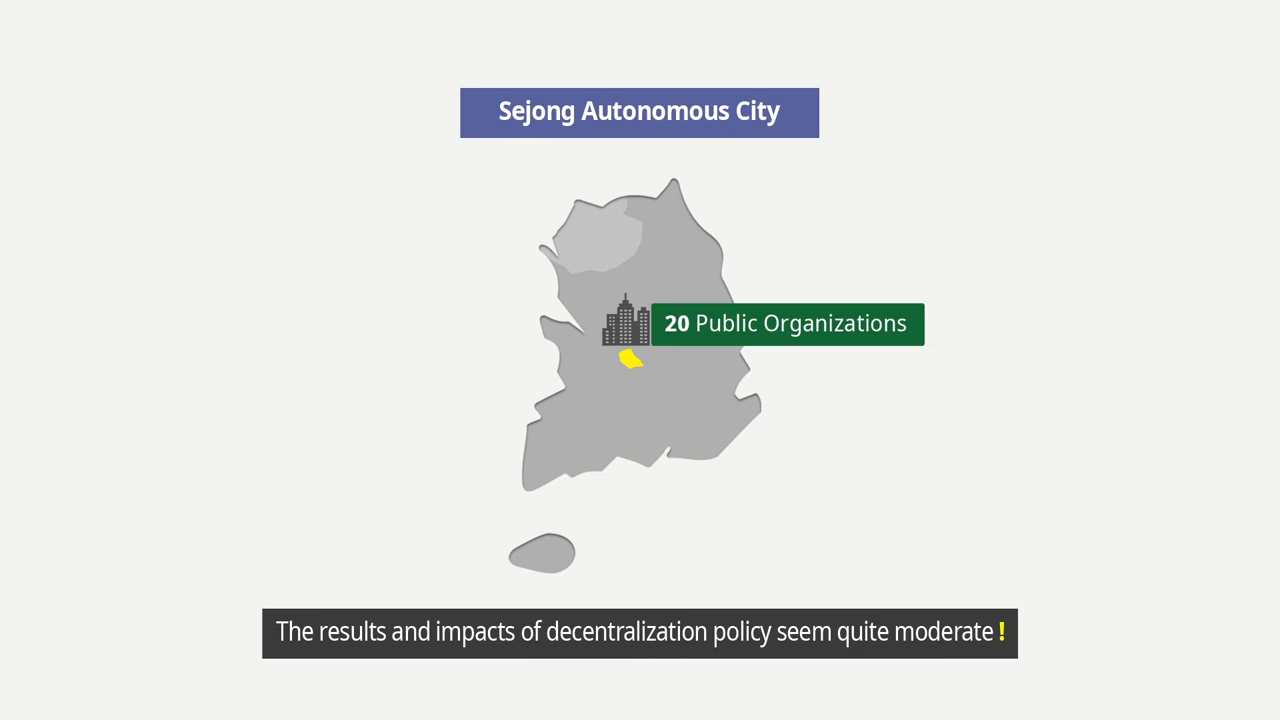 Sejong Autonomous City
20 Public Organizations
The results and impacts of decentralization policy seem quite moderate !